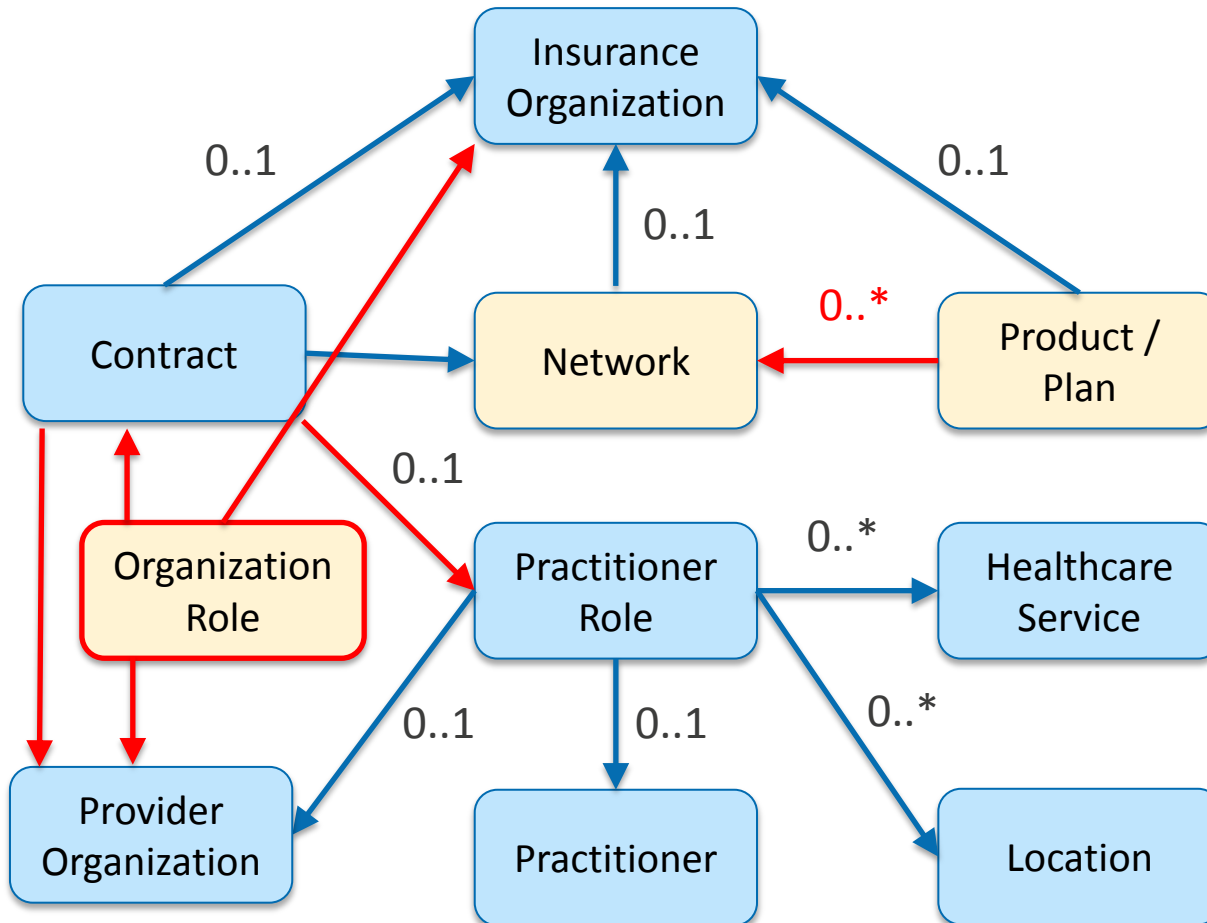 Insurance
Organization
0..1
0..1
0..1
0..*
Contract
Network
Product /
Plan
0..1
Organization
Role
Practitioner
Role
0..*
Healthcare
Service
0..1
0..1
0..*
Provider
Organization
Practitioner
Location